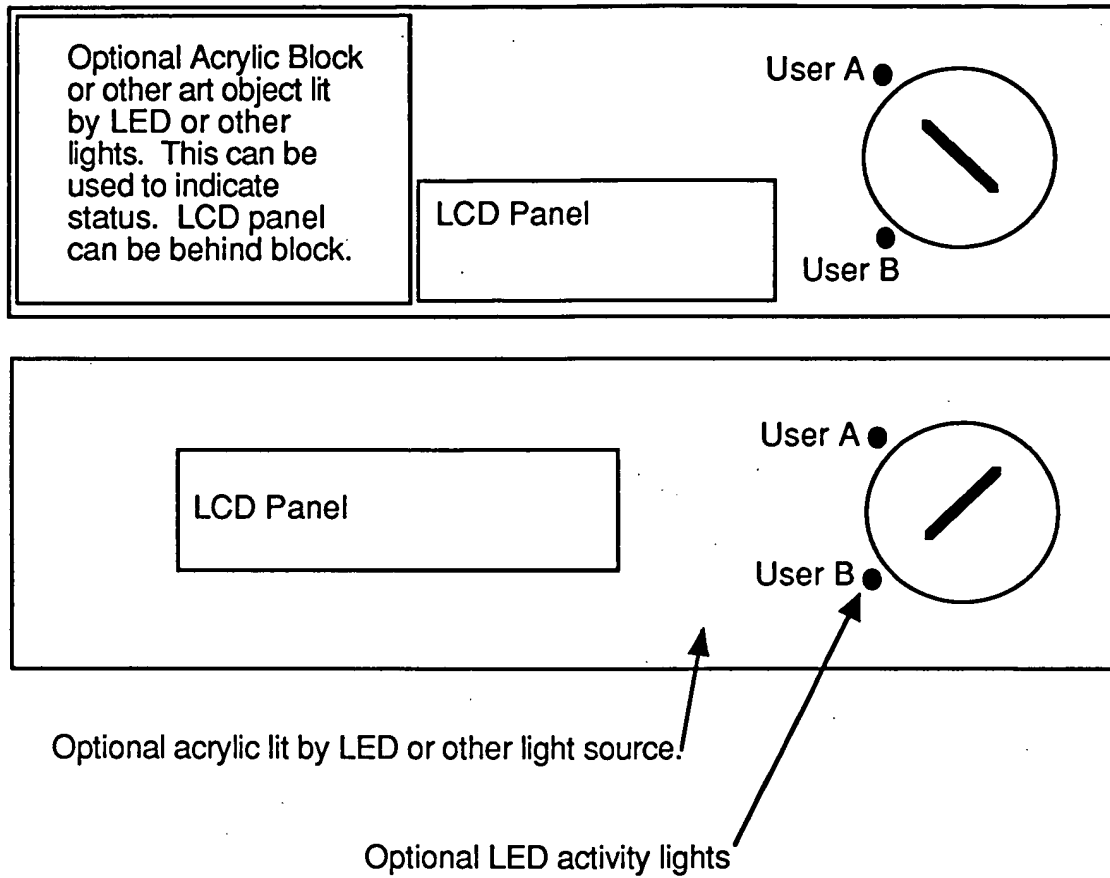 Optional Acrylic Block
or other art object lit
by LED or other
lights. This can be
used to indicate
status. LCD panel
can be behind block.
LCD Panel
User A
User B
LCD Panel
User A
User B
Optional acrylic lit by LED or other light source.
Optional LED activity lights